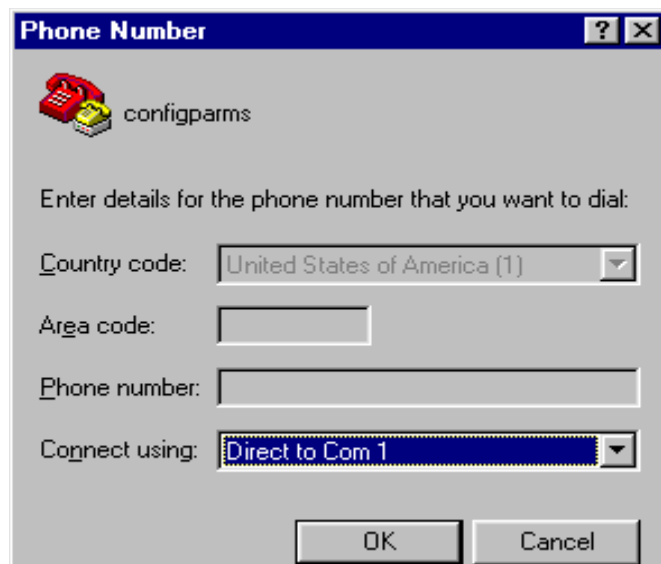 Phone Number
configparms
Enter details for the phone number that you want to dial:
Country code: United States of America (1)
Area code:
Phone number:
Connect using: Direct to Com 1
OK Cancel